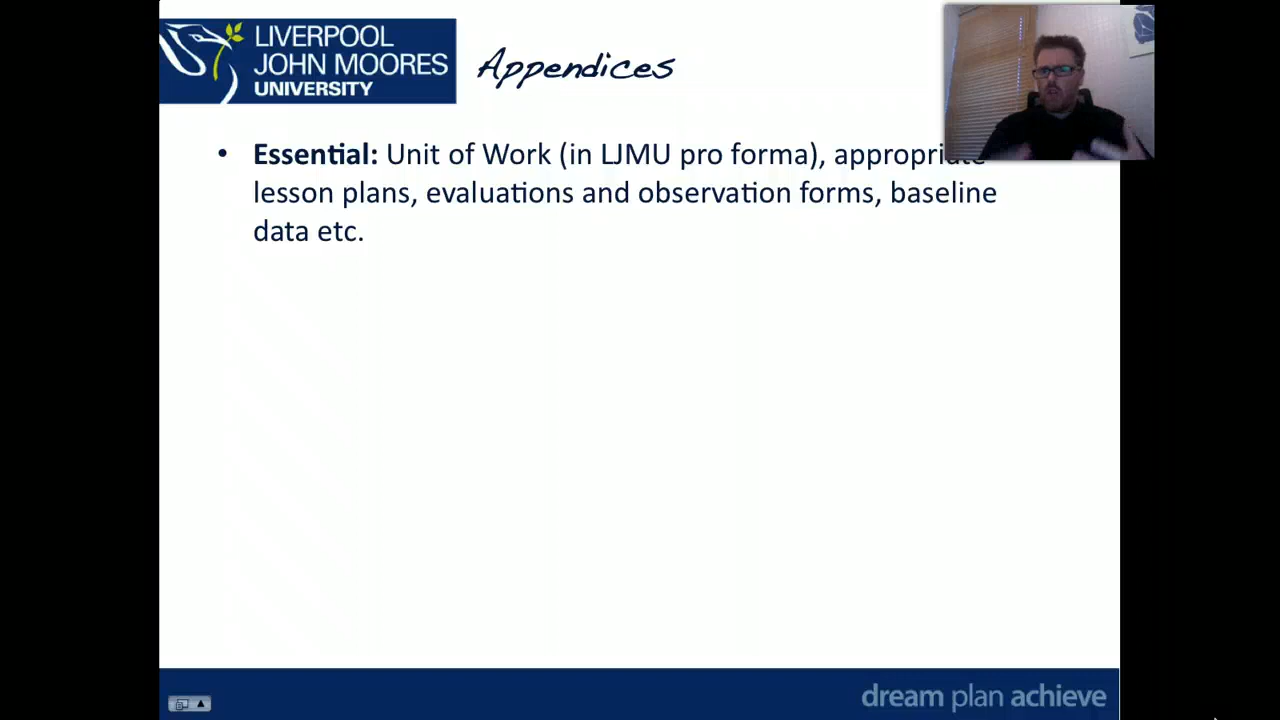 LIVERPOOL
JOHN MOORES
UNIVERSITY
Appendices
• Essential: Unit of Work (in LJMU pro forma), appropriate
lesson plans, evaluations and observation forms, baseline
data etc.
dream plan achieve